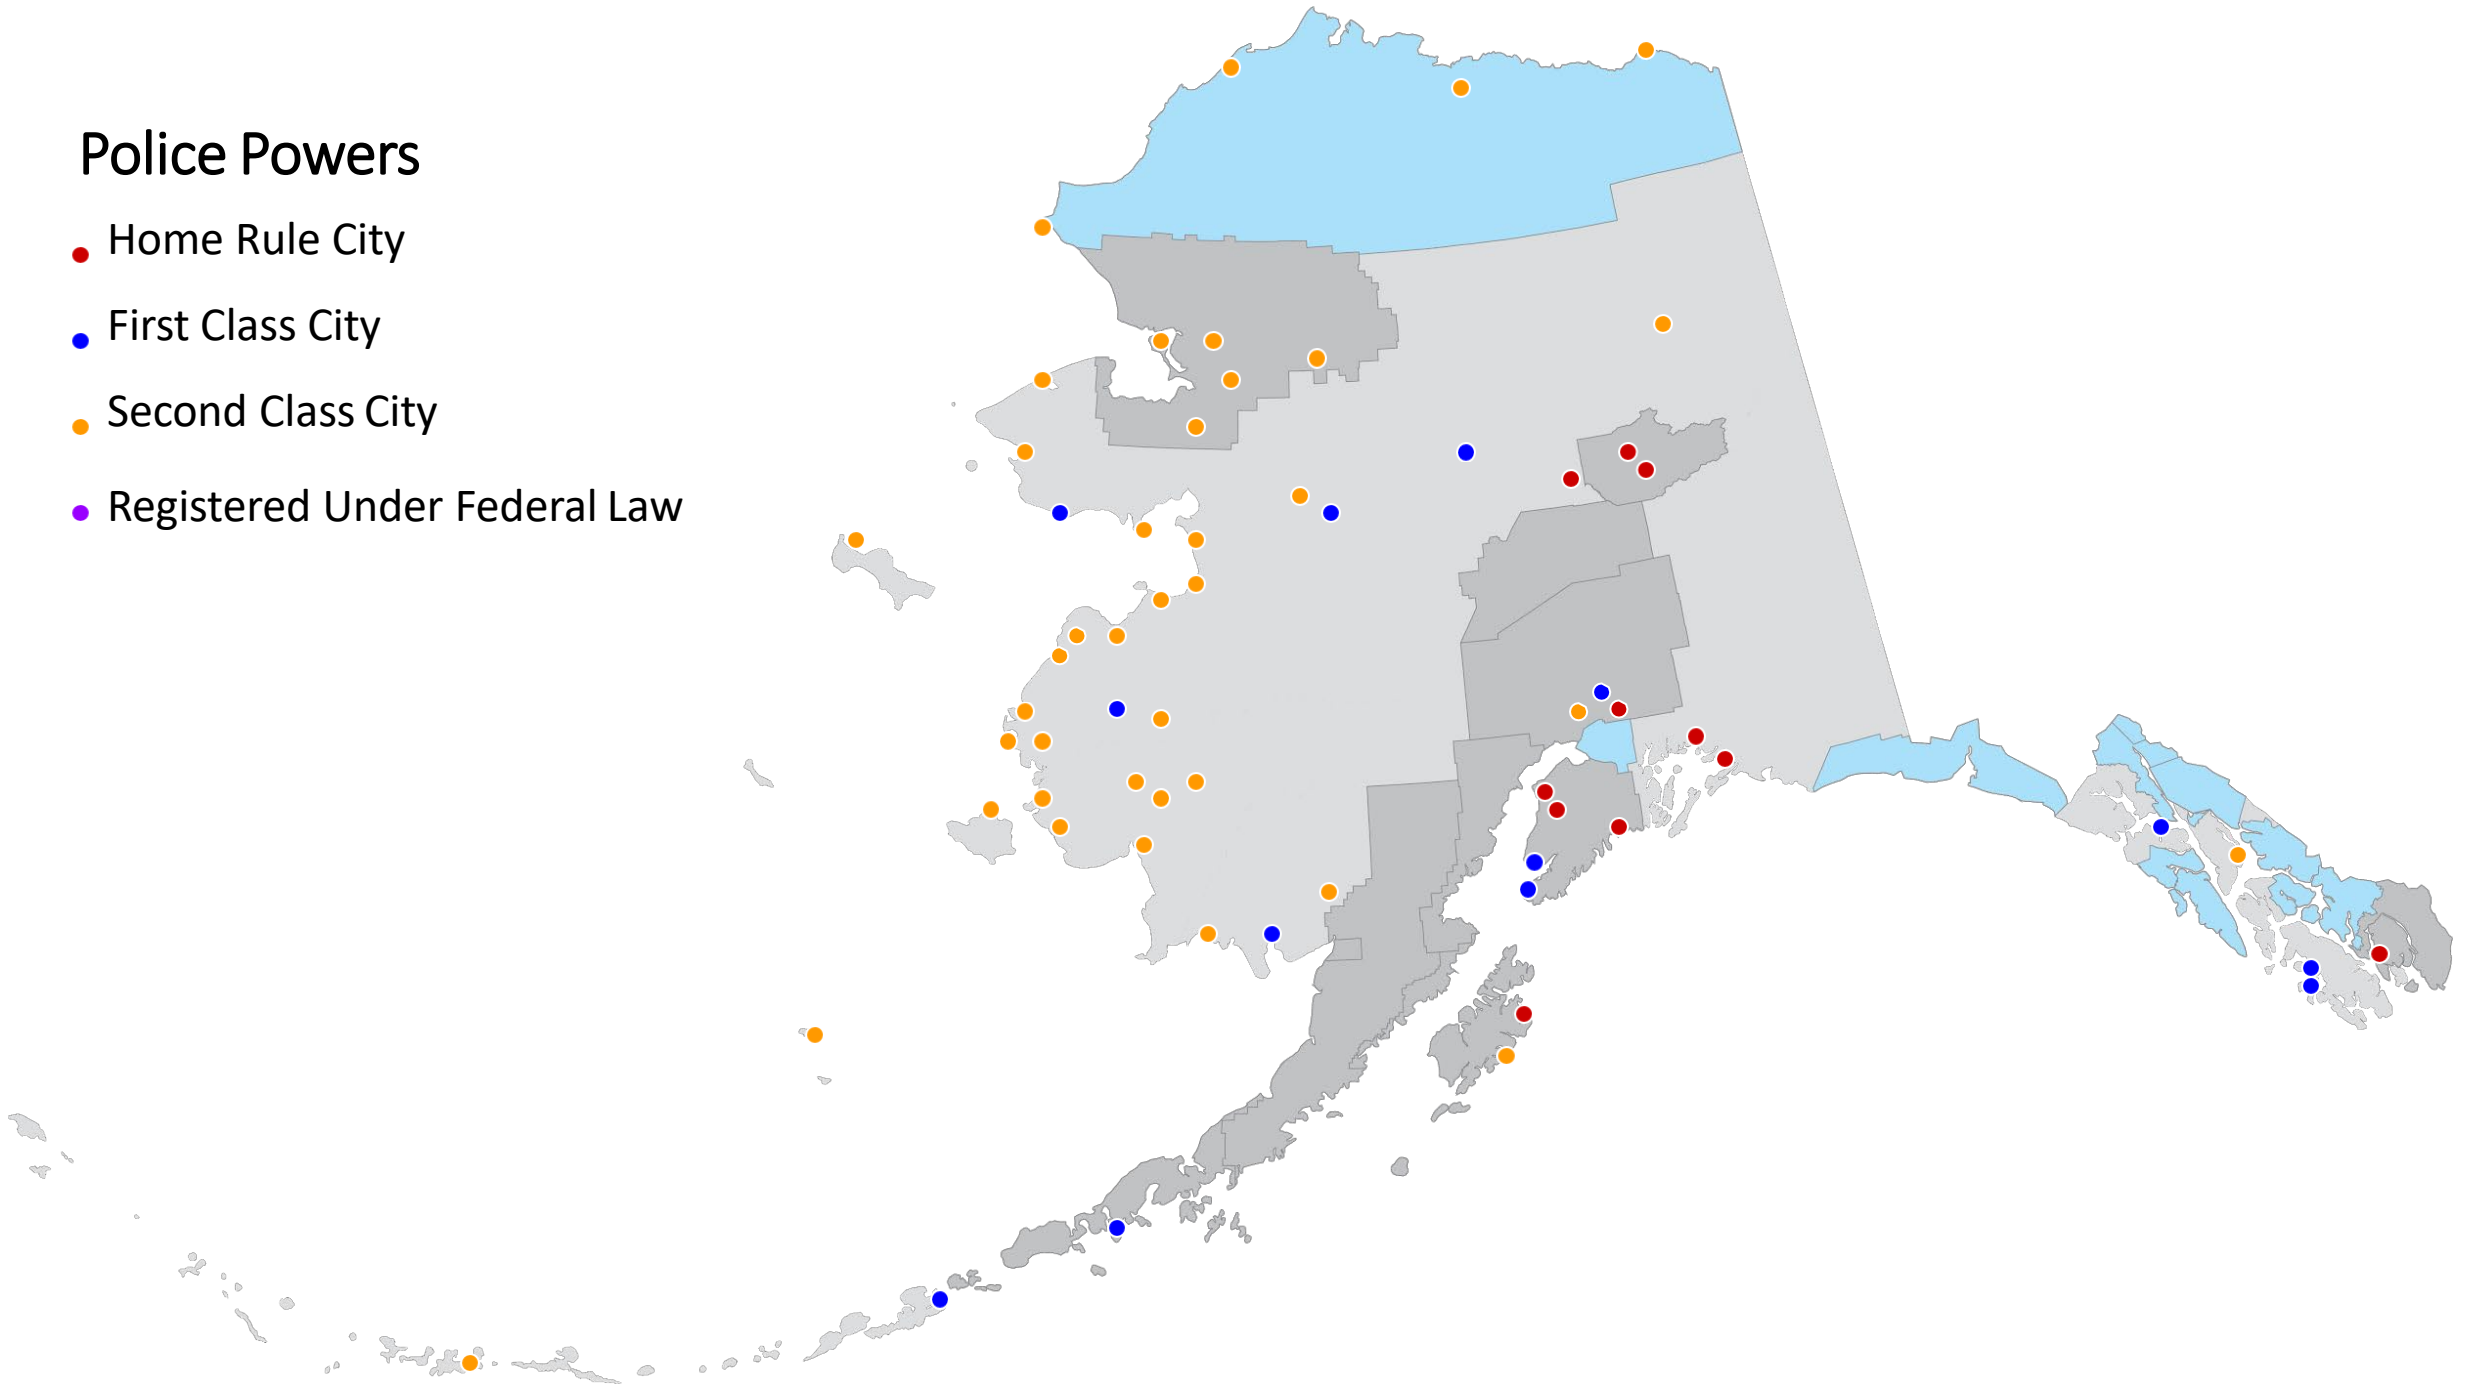 Police Powers
Home Rule City
First Class City
Second Class City
Registered Under Federal Law